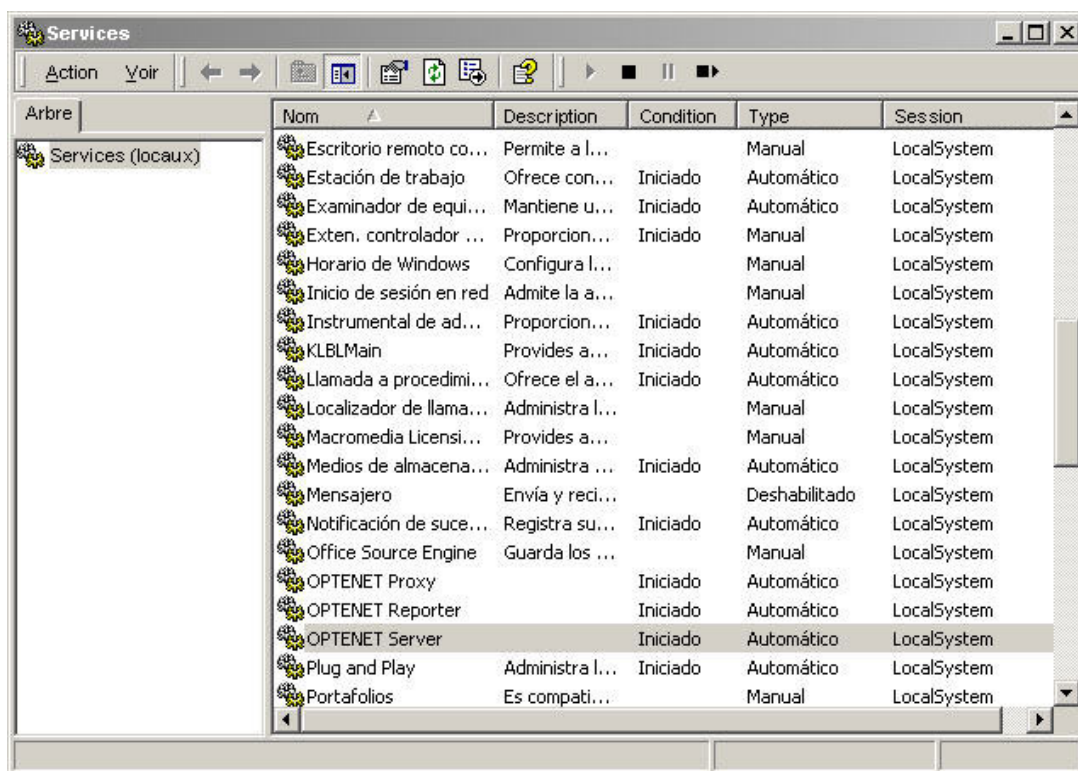 Services
Action Voir
Arbre
Services (locaux)
Nom Description Condition Type Session
Escritorio remoto co... Permite a l... Manual LocalSystem
Estación de trabajo Ofrece con... Iniciado Automático LocalSystem
Examinador de equi... Mantiene u... Iniciado Automático LocalSystem
Exten. controlador ... Proporcion... Iniciado Manual LocalSystem
Horario de Windows Configura l... Manual LocalSystem
Inicio de sesión en red Admite la a... Manual LocalSystem
Instrumental de ad... Proporcion... Iniciado Automático LocalSystem
KLBLMain Provides a... Iniciado Automático LocalSystem
Llamada a procedimi... Ofrece el a... Iniciado Automático LocalSystem
Localizador de llama... Administra l... Manual LocalSystem
Macromedia Licensi... Provides a... Manual LocalSystem
Medios de almacena... Administra ... Iniciado Automático LocalSystem
Mensajero Envía y reci... Deshabilitado LocalSystem
Notificación de suce... Registra su... Iniciado Automático LocalSystem
Office Source Engine Guarda los ... Manual LocalSystem
OPTENET Proxy Iniciado Automático LocalSystem
OPTENET Reporter Iniciado Automático LocalSystem
OPTENET Server Iniciado Automático LocalSystem
Plug and Play Administra l... Iniciado Automático LocalSystem
Portafolios Es compati... Manual LocalSystem